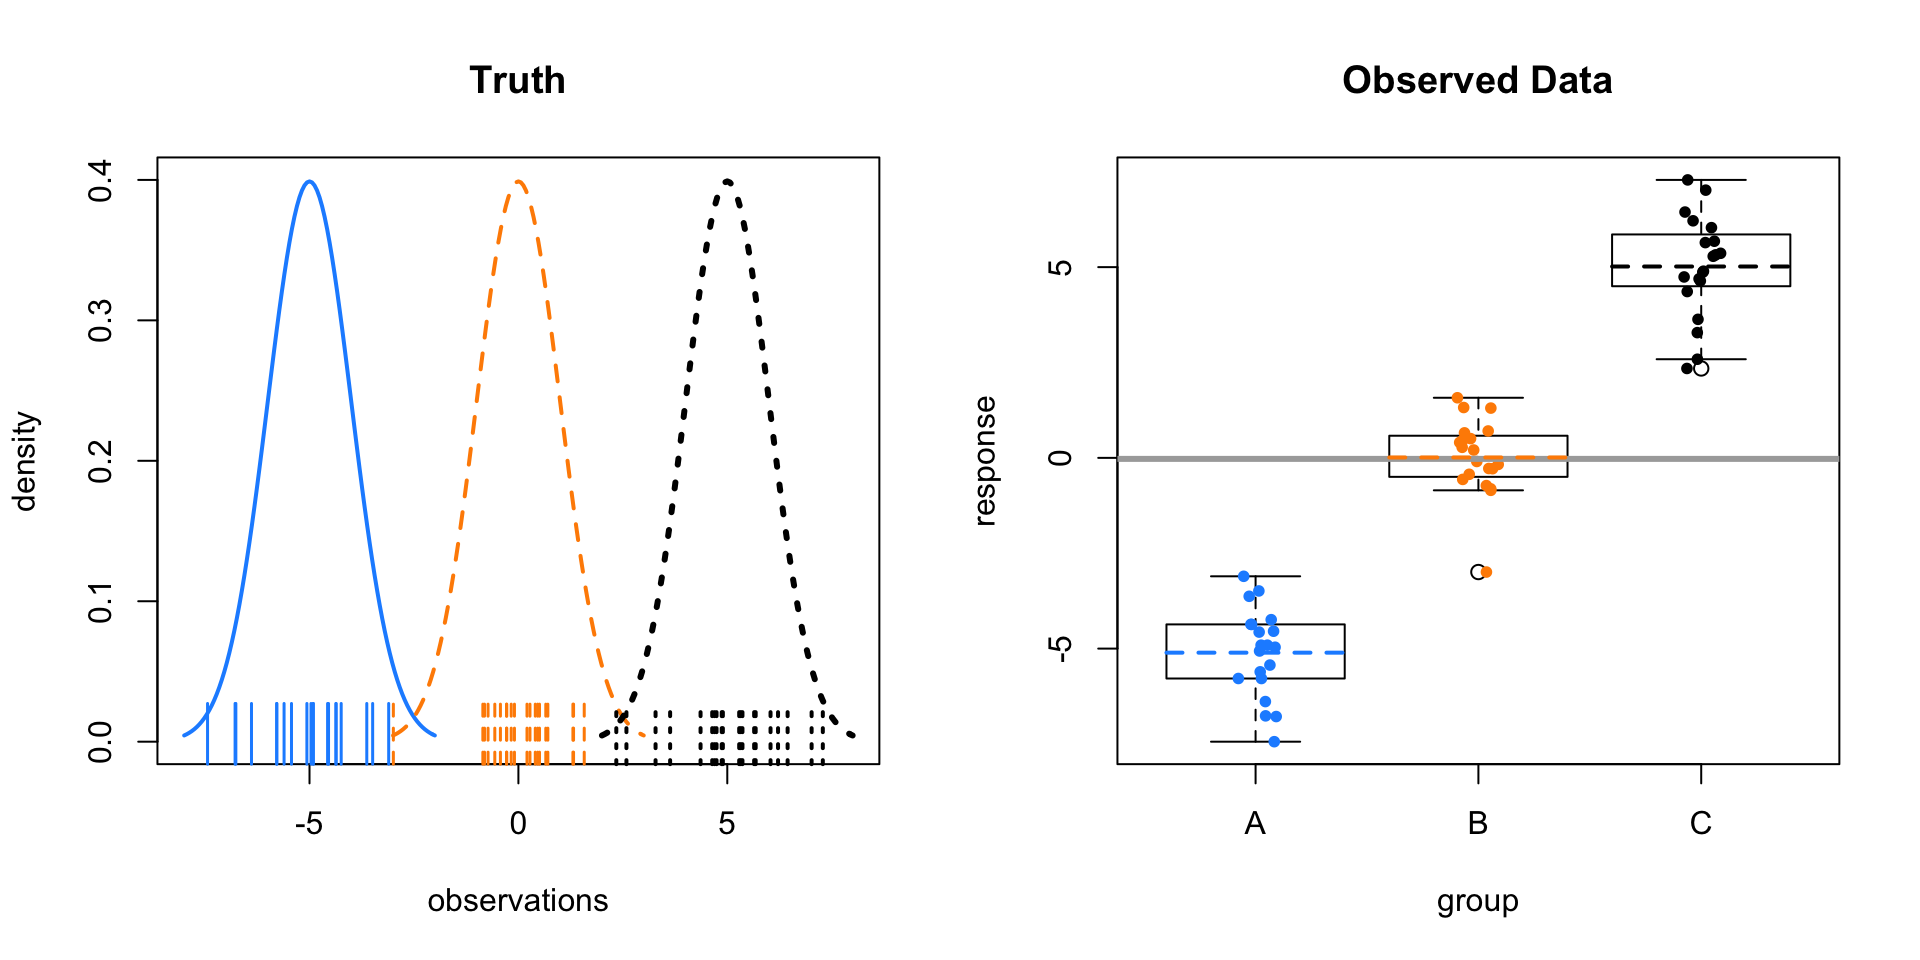 Truth
density
0.4
0.3
0.2
0.1
0.0
-5 0 5
observations
Observed Data
response
5
0
-5
A B C
group